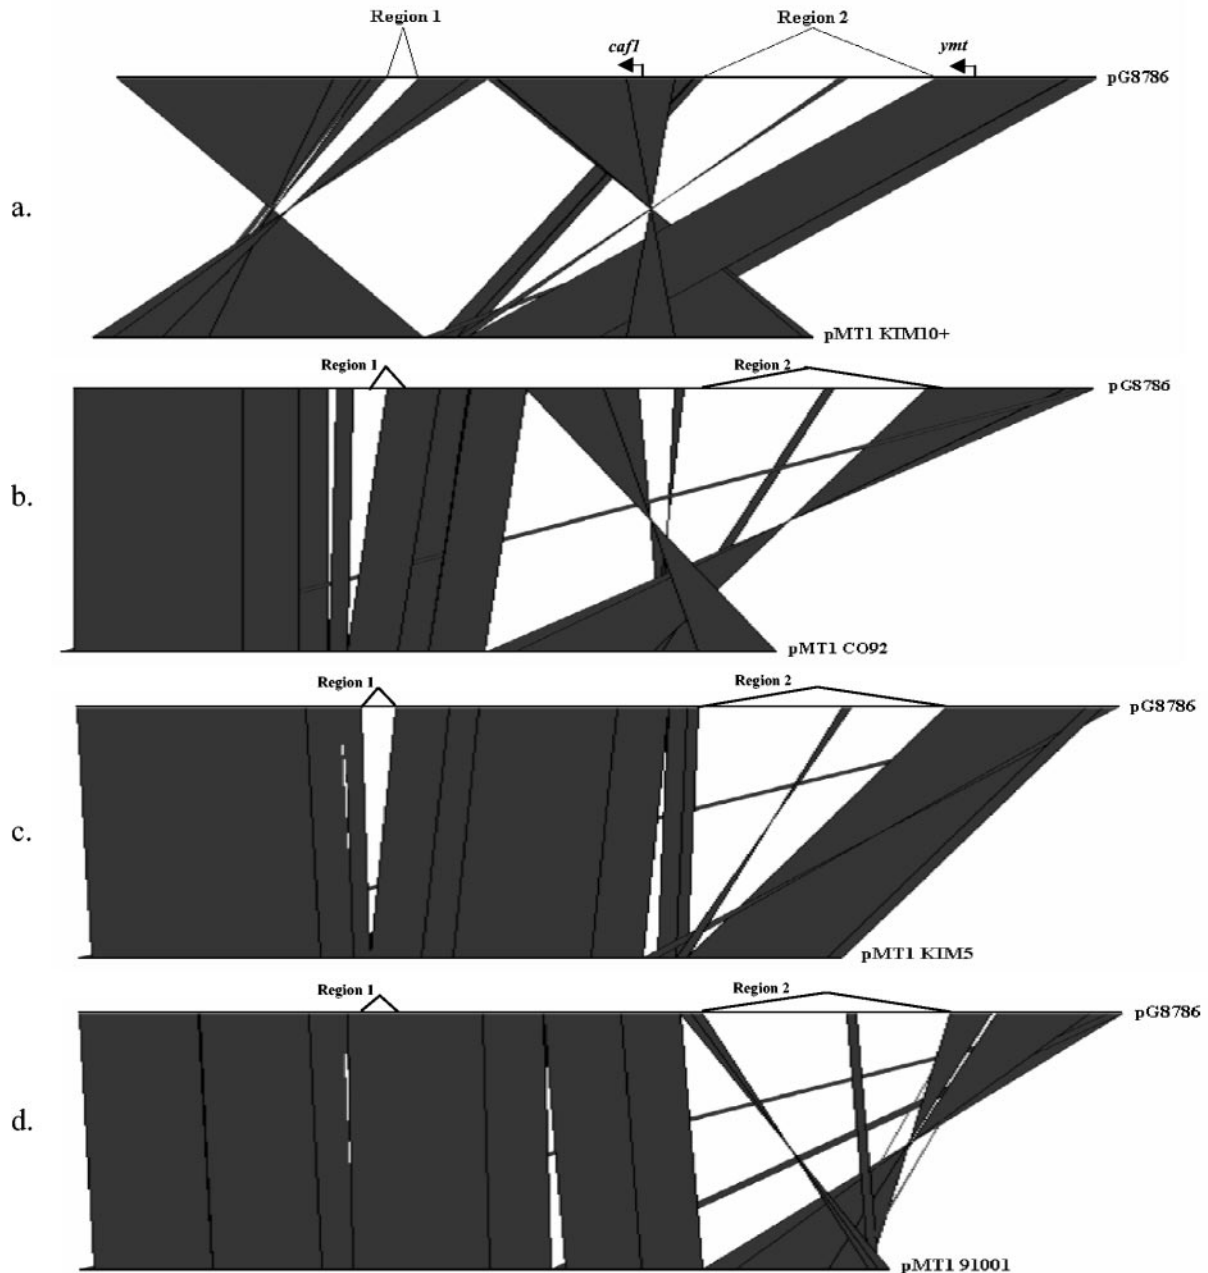 Region 1
Region 2
caf1
ymt
pG8786
a.
pMT1 KIM10+
Region 1
Region 2
pG8786
b.
pMT1 CO92
Region 1
Region 2
pG8786
c.
pMT1 KIM5
Region 1
Region 2
pG8786
d.
pMT1 91001